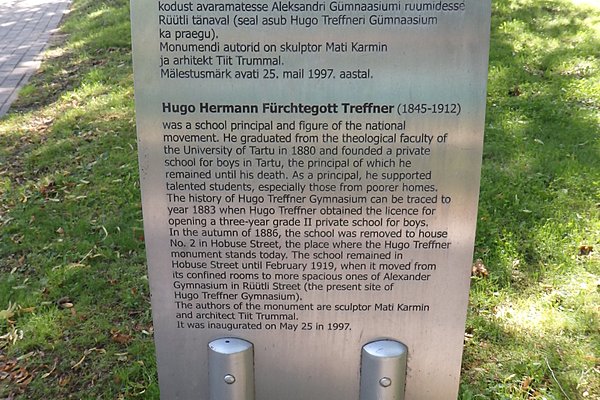 kodust avaramatesse Aleksandri Gümnaasiumi ruumidesse
Rüütli tänaval (seal asub Hugo Treffneri Gümnaasium
ka praegu).
Monumendi autorid on skulptor Mati Karmin
ja arhitekt Tiit Trummal.
Mälestusmärk avati 25. mail 1997. aastal.
Hugo Hermann Fürchtegott Treffner (1845-1912)
was a school principal and figure of the national
movement. He graduated from the theological faculty of
the University of Tartu in 1880 and founded a private
school for boys in Tartu, the principal of which he
remained until his death. As a principal, he supported
talented students, especially those from poorer homes.
The history of Hugo Treffner Gymnasium can be traced to
year 1883 when Hugo Treffner obtained the licence for
opening a three-year grade II private school for boys.
In the autumn of 1886, the school was removed to house
No. 2 in Hobuse Street, the place where the Hugo Treffner
monument stands today. The school remained in
Hobuse Street until February 1919, when it moved from
its confined rooms to more spacious ones of Alexander
Gymnasium in Rüütli Street (the present site of
Hugo Treffner Gymnasium).
The authors of the monument are sculptor Mati Karmin
and architect Tiit Trummal.
It was inaugurated on May 25 in 1997.